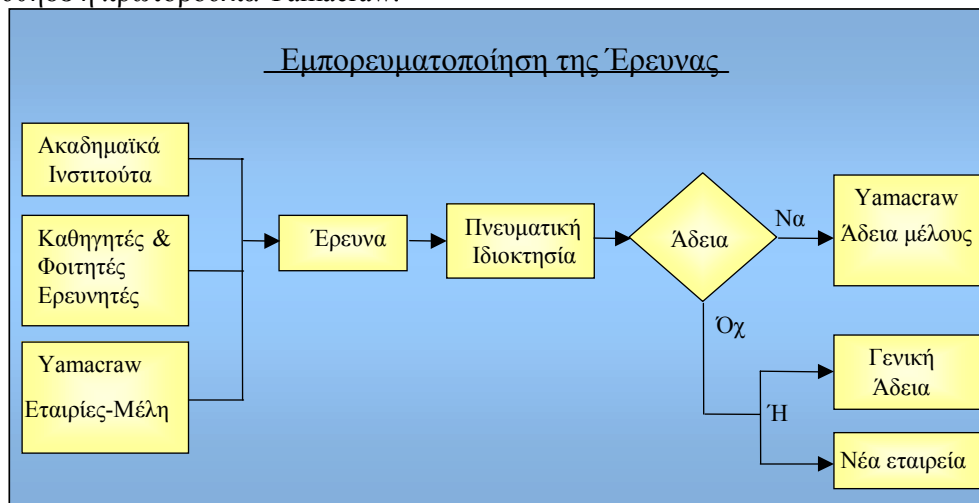 Yamacraw.
Εμπορευματοποίηση της Έρευνας
Ακαδημαϊκά
Ινστιτούτα
Καθηγητές &
Φοιτητές
Ερευνητές
Yamacraw
Εταιρίες-Μέλη
Έρευνα
Πνευματική
Ιδιοκτησία
Άδεια
Να
Όχ
Ή
Yamacraw
Άδεια μέλους
Γενική
Άδεια
Νέα εταιρεία